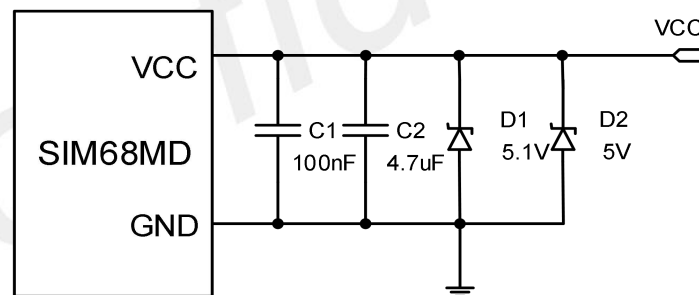 VCC
VCC
SIM68MD
C1
100nF
C2
4.7uF
D1
5.1V
D2
5V
GND